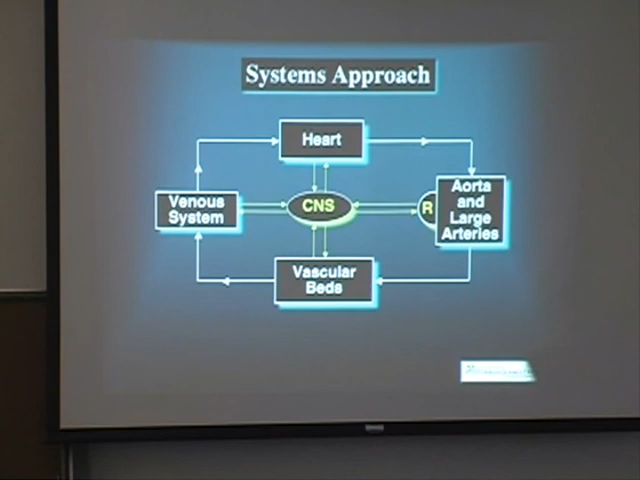 Systems Approach
Heart
Venous
System
CNS
R
Aorta
and
Large
Arteries
Vascular
Beds